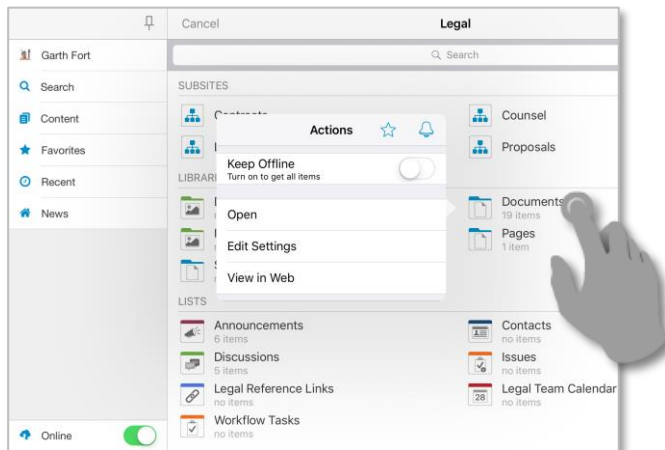 Cancel
Legal
Garth Fort
Search
Content
Favorites
Recent
News
Online
Search
SUBSITES
Counsel
Proposals
Actions
Keep Offline
Turn on to get all items
Open
Edit Settings
View in Web
Documents
19 items
Pages
1 item
LISTS
Announcements
6 items
Contacts
no items
Discussions
5 items
Issues
no items
Legal Reference Links
no items
Legal Team Calendar
28
no items
Workflow Tasks
no items